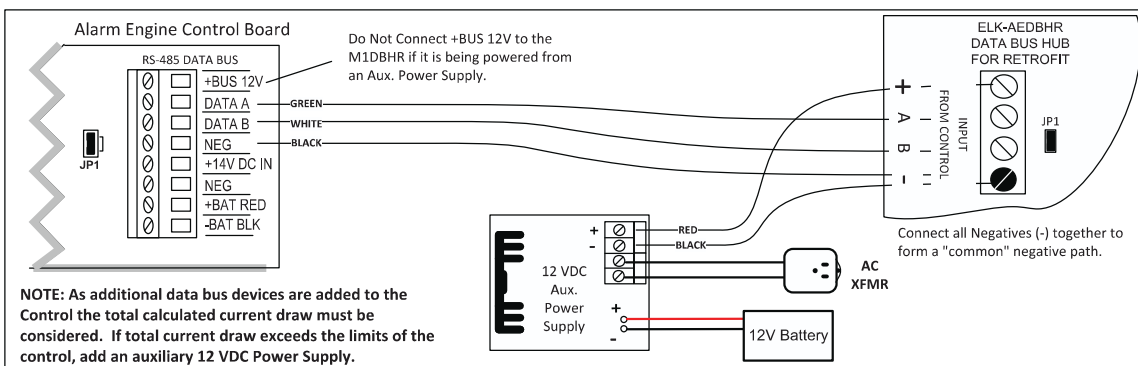 Alarm Engine Control Board
RS-485 DATA BUS
+BUS 12V
DATA A
DATA B
NEG
+14V DC IN
NEG
+BAT RED
-BAT BLK
JP1
Do Not Connect +BUS 12V to the
M1DBHR if it is being powered from
an Aux. Power Supply.
GREEN
WHITE
BLACK
ELK-AEDBHR
DATA BUS HUB
FOR RETROFIT
+
A
B
-
FROM CONTROL
INPUT
JP1
Connect all Negatives (-) together to
form a "common" negative path.
+
-
RED
BLACK
12 VDC
Aux.
Power
Supply
+
-
AC
XFMR
12V Battery
NOTE: As additional data bus devices are added to the
Control the total calculated current draw must be
considered. If total current draw exceeds the limits of the
control, add an auxiliary 12 VDC Power Supply.